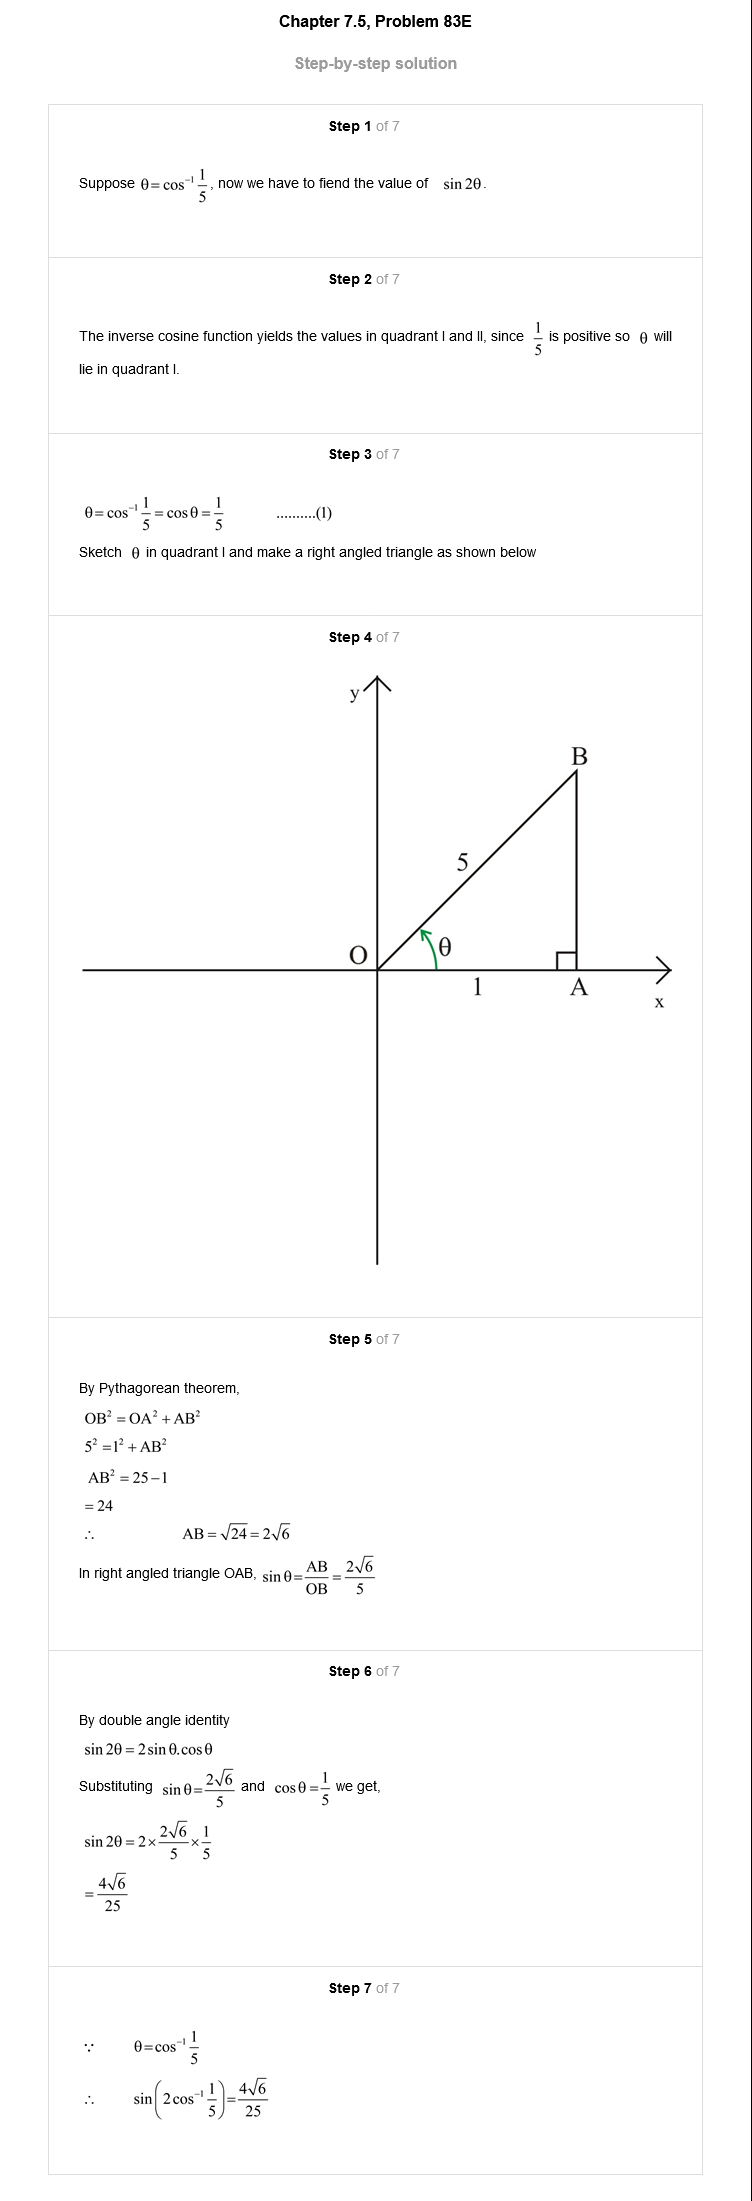 Chapter 7.5, Problem 83E
Step-by-step solution
Step 1 of 7
Suppose θ = cos⁻¹ 1/5, now we have to fiend the value of sin 2θ.
Step 2 of 7
The inverse cosine function yields the values in quadrant I and II, since 1/5 is positive so θ will
lie in quadrant I.
Step 3 of 7
θ = cos⁻¹ 1/5 = cos θ = 1/5 ..........(1)
Sketch θ in quadrant I and make a right angled triangle as shown below
Step 4 of 7
y
B
5
O
θ
1
A
x
Step 5 of 7
By Pythagorean theorem,
OB² = OA² + AB²
5² = 1² + AB²
AB² = 25 − 1
= 24
∴ AB = √24 = 2√6
In right angled triangle OAB, sin θ = AB/OB = 2√6/5
Step 6 of 7
By double angle identity
sin 2θ = 2 sin θ.cos θ
Substituting sin θ = 2√6/5 and cos θ = 1/5 we get,
sin 2θ = 2 × 2√6/5 × 1/5
= 4√6/25
Step 7 of 7
∵ θ = cos⁻¹ 1/5
∴ sin(2 cos⁻¹ 1/5) = 4√6/25